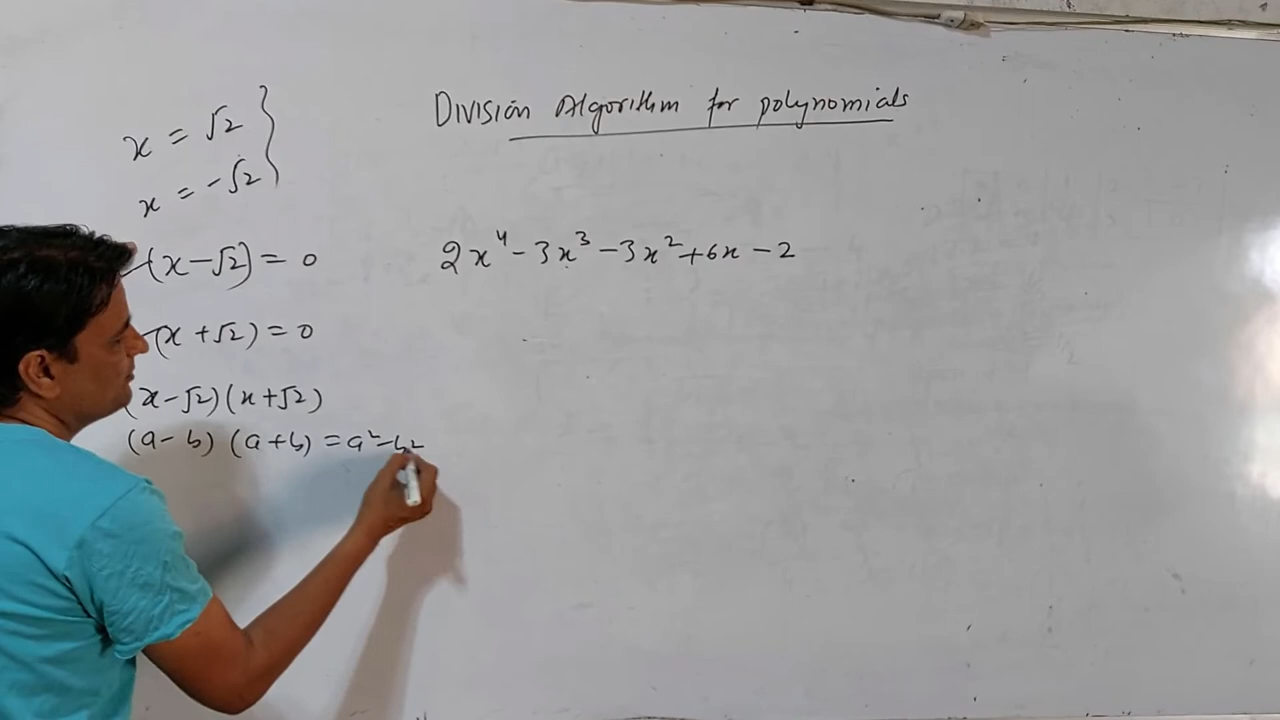 Division Algorithm for polynomials
x = √2
x = -√2
(x-√2) = 0
(x+√2) = 0
(x-√2)(x+√2)
(a-b) (a+b) = a²-b²
2x⁴-3x³-3x²+6x-2